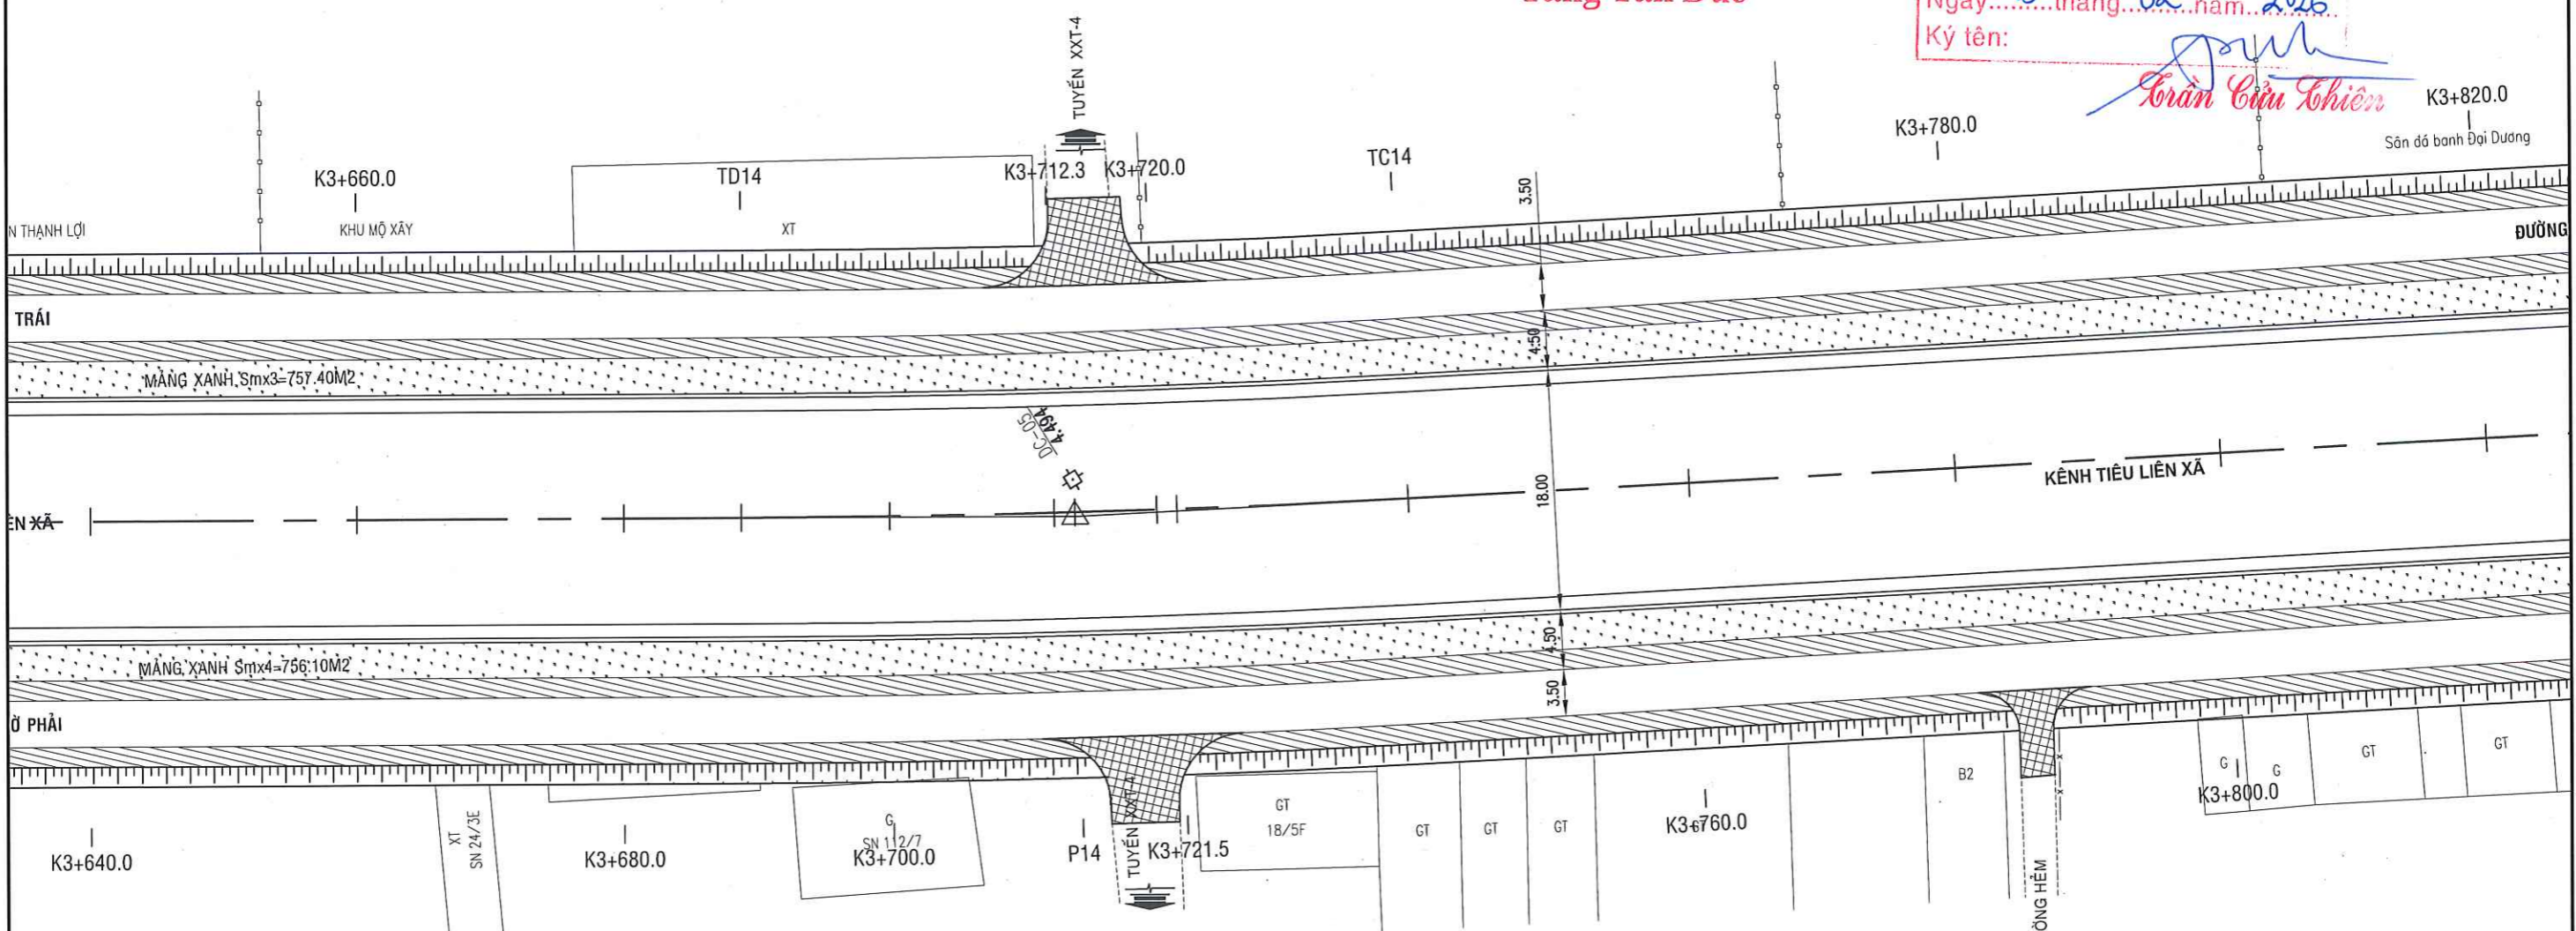 Ngày.........tháng..02..năm..2026
Ký tên:
Trần Cửu Thiên
TUYẾN XXT-4
K3+820.0
Sân đá banh Đại Dương
K3+780.0
TC14
K3+712.3
K3+720.0
TD14
K3+660.0
3.50
N THẠNH LỢI
KHU MỘ XÂY
XT
ĐƯỜNG
TRÁI
4.50
MẢNG XANH Smx3=757.40M2
DC-05
4.494
KÊNH TIÊU LIÊN XÃ
18.00
ÊN XÃ
4.50
MẢNG XANH Smx4=756.10M2
3.50
Ờ PHẢI
TUYẾN XXT-4
B2
G
G
GT
GT
K3+800.0
GT
18/5F
GT
GT
GT
K3+760.0
XT
SN 24/3E
G
SN 112/7
K3+640.0
K3+680.0
K3+700.0
P14
K3+721.5
ỜNG HẺM